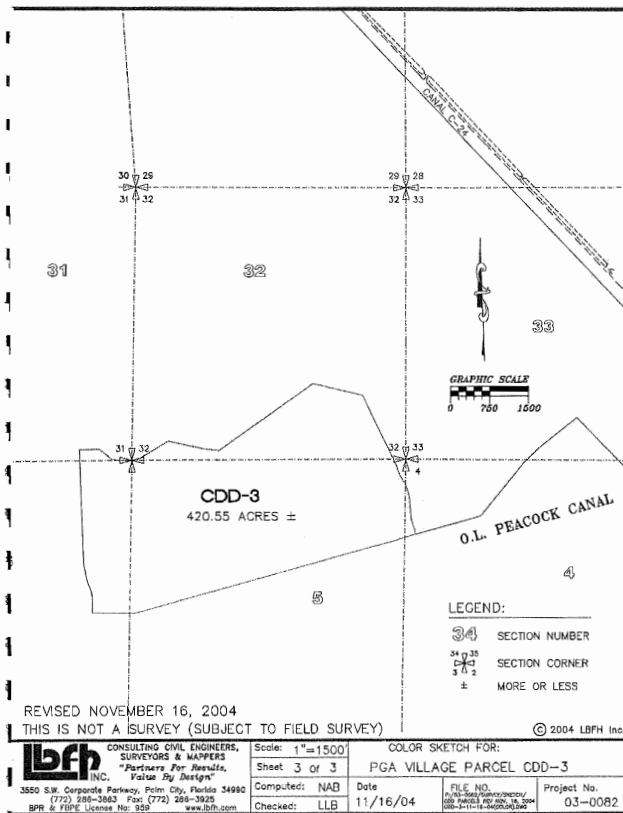 CANAL C-24
30 29
31 32
29 28
32 33
31
32
33
GRAPHIC SCALE
0 750 1500
31 32
32 33
4
CDD-3
420.55 ACRES ±
O.L. PEACOCK CANAL
5
4
LEGEND:
34 SECTION NUMBER
34 35
3 2
SECTION CORNER
± MORE OR LESS
REVISED NOVEMBER 16, 2004
THIS IS NOT A SURVEY (SUBJECT TO FIELD SURVEY)
© 2004 LBFH Inc
lbfh INC.
CONSULTING CIVIL ENGINEERS,
SURVEYORS & MAPPERS
"Partners For Results,
Value By Design"
3550 S.W. Corporate Parkway, Palm City, Florida 34990
(772) 286-3883 Fax: (772) 286-3925
BPR & FBPE License No: 959 www.lbfh.com
Scale: 1"=1500'
Sheet 3 of 3
Computed: NAB
Checked: LLB
COLOR SKETCH FOR:
PGA VILLAGE PARCEL CDD-3
Date
11/16/04
FILE NO.
Project No.
03-0082